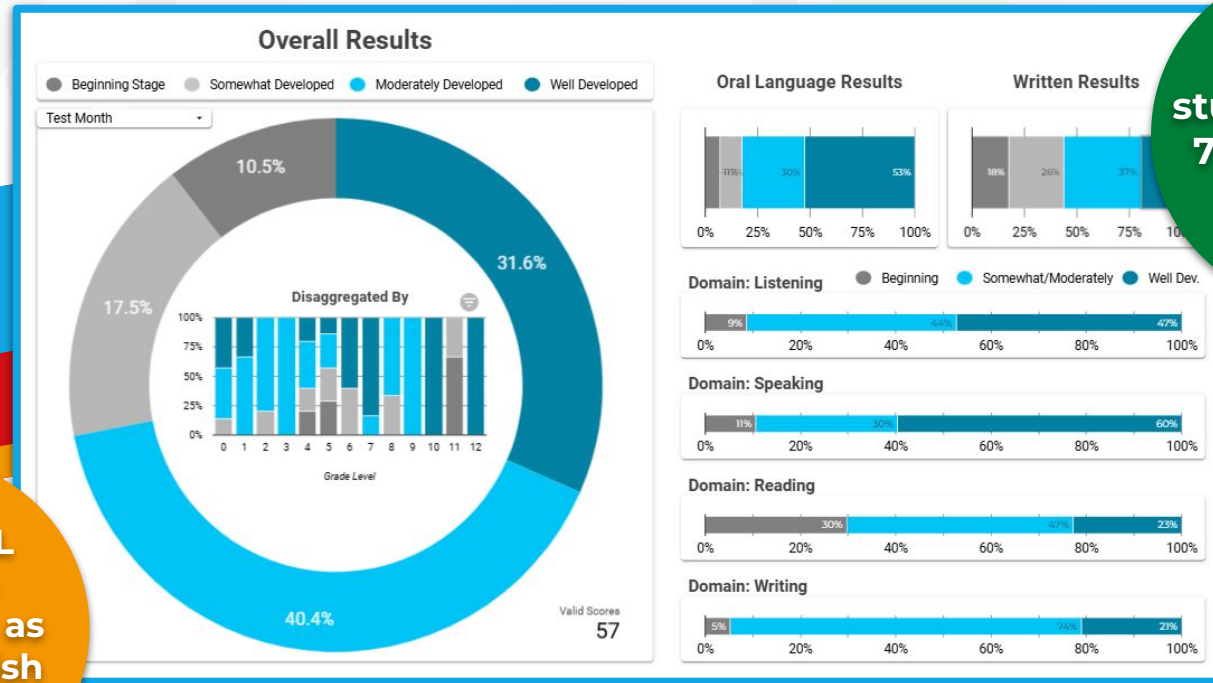 Overall Results
Beginning Stage Somewhat Developed Moderately Developed Well Developed
Test Month
10.5%
31.6%
17.5%
40.4%
Disaggregated By
100%
75%
50%
25%
0%
0 1 2 3 4 5 6 7 8 9 10 11 12
Grade Level
Valid Scores
57
Oral Language Results
11% 30% 53%
0% 25% 50% 75% 100%
Written Results
18% 26% 37%
0% 25% 50% 75% 10
Domain: Listening
Beginning Somewhat/Moderately Well Dev.
9% 44% 47%
0% 20% 40% 60% 80% 100%
Domain: Speaking
11% 30% 60%
0% 20% 40% 60% 80% 100%
Domain: Reading
30% 47% 23%
0% 20% 40% 60% 80% 100%
Domain: Writing
5% 74% 21%
0% 20% 40% 60% 80% 100%
stu
7
L
as
sh